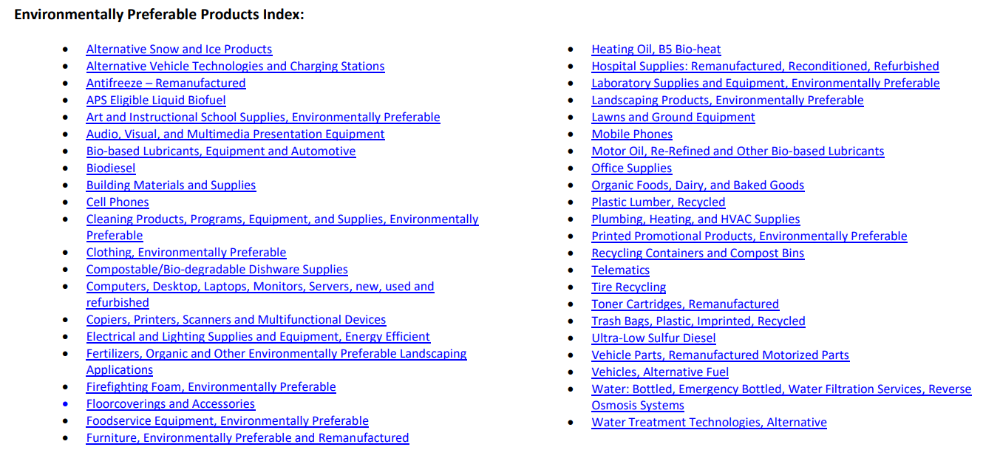 Environmentally Preferable Products Index:
• Alternative Snow and Ice Products
• Alternative Vehicle Technologies and Charging Stations
• Antifreeze – Remanufactured
• APS Eligible Liquid Biofuel
• Art and Instructional School Supplies, Environmentally Preferable
• Audio, Visual, and Multimedia Presentation Equipment
• Bio-based Lubricants, Equipment and Automotive
• Biodiesel
• Building Materials and Supplies
• Cell Phones
• Cleaning Products, Programs, Equipment, and Supplies, Environmentally
Preferable
• Clothing, Environmentally Preferable
• Compostable/Bio-degradable Dishware Supplies
• Computers, Desktop, Laptops, Monitors, Servers, new, used and
refurbished
• Copiers, Printers, Scanners and Multifunctional Devices
• Electrical and Lighting Supplies and Equipment, Energy Efficient
• Fertilizers, Organic and Other Environmentally Preferable Landscaping
Applications
• Firefighting Foam, Environmentally Preferable
• Floorcoverings and Accessories
• Foodservice Equipment, Environmentally Preferable
• Furniture, Environmentally Preferable and Remanufactured
• Heating Oil, B5 Bio-heat
• Hospital Supplies: Remanufactured, Reconditioned, Refurbished
• Laboratory Supplies and Equipment, Environmentally Preferable
• Landscaping Products, Environmentally Preferable
• Lawns and Ground Equipment
• Mobile Phones
• Motor Oil, Re-Refined and Other Bio-based Lubricants
• Office Supplies
• Organic Foods, Dairy, and Baked Goods
• Plastic Lumber, Recycled
• Plumbing, Heating, and HVAC Supplies
• Printed Promotional Products, Environmentally Preferable
• Recycling Containers and Compost Bins
• Telematics
• Tire Recycling
• Toner Cartridges, Remanufactured
• Trash Bags, Plastic, Imprinted, Recycled
• Ultra-Low Sulfur Diesel
• Vehicle Parts, Remanufactured Motorized Parts
• Vehicles, Alternative Fuel
• Water: Bottled, Emergency Bottled, Water Filtration Services, Reverse
Osmosis Systems
• Water Treatment Technologies, Alternative